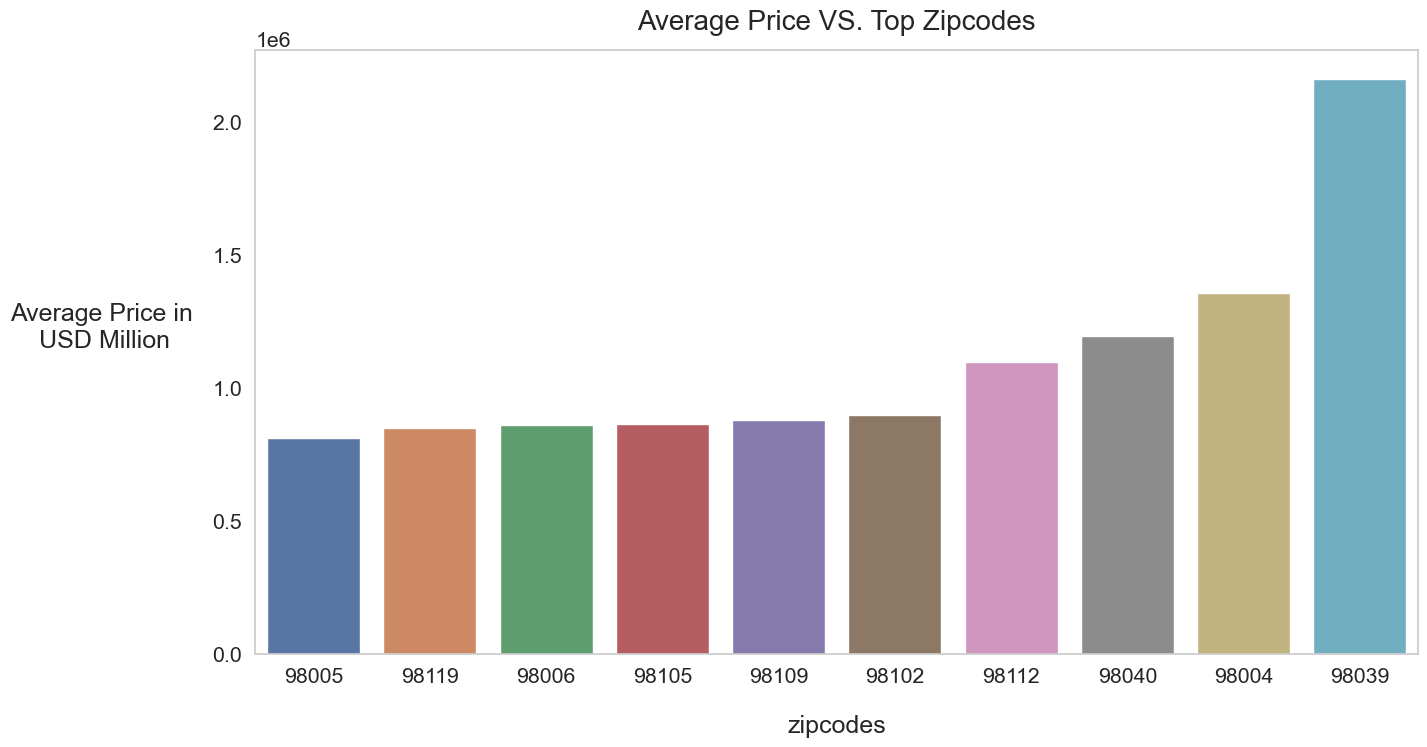 Average Price VS. Top Zipcodes
1e6
2.0
1.5
1.0
0.5
0.0
Average Price in
USD Million
98005 98119 98006 98105 98109 98102 98112 98040 98004 98039
zipcodes